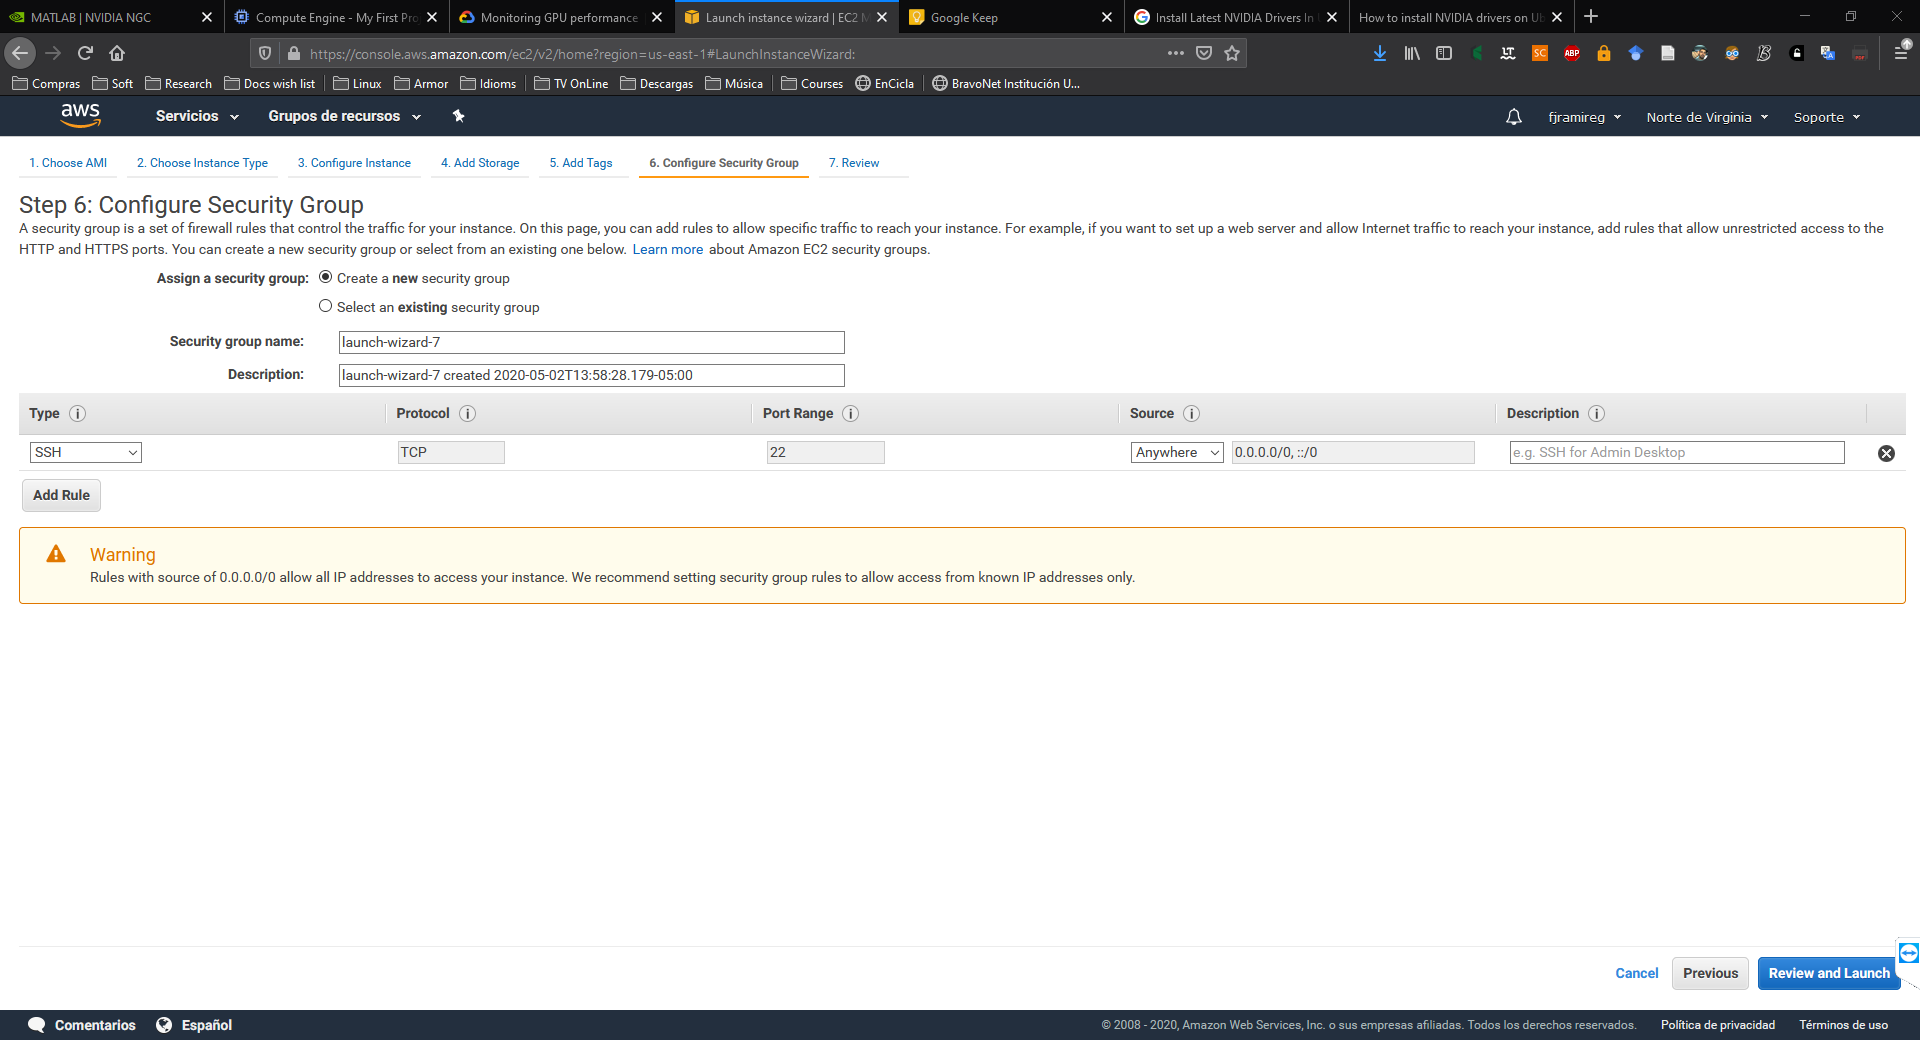 MATLAB | NVIDIA NGC
Compute Engine - My First Pro
Monitoring GPU performance
Launch instance wizard | EC2 M
Google Keep
Install Latest NVIDIA Drivers In
How to install NVIDIA drivers on Ub
https://console.aws.amazon.com/ec2/v2/home?region=us-east-1#LaunchInstanceWizard:
SC
ABP
Compras Soft Research Docs wish list Linux Armor Idioms TV OnLine Descargas Música Courses EnCicla BravoNet Institución U...
aws Servicios Grupos de recursos fjramireg Norte de Virginia Soporte
1. Choose AMI 2. Choose Instance Type 3. Configure Instance 4. Add Storage 5. Add Tags 6. Configure Security Group 7. Review
Step 6: Configure Security Group
A security group is a set of firewall rules that control the traffic for your instance. On this page, you can add rules to allow specific traffic to reach your instance. For example, if you want to set up a web server and allow Internet traffic to reach your instance, add rules that allow unrestricted access to the
HTTP and HTTPS ports. You can create a new security group or select from an existing one below. Learn more about Amazon EC2 security groups.
Assign a security group: Create a new security group
Select an existing security group
Security group name: launch-wizard-7
Description: launch-wizard-7 created 2020-05-02T13:58:28.179-05:00
Type Protocol Port Range Source Description
SSH TCP 22 Anywhere 0.0.0.0/0, ::/0 e.g. SSH for Admin Desktop
Add Rule
Warning
Rules with source of 0.0.0.0/0 allow all IP addresses to access your instance. We recommend setting security group rules to allow access from known IP addresses only.
Cancel Previous Review and Launch
Comentarios Español © 2008 - 2020, Amazon Web Services, Inc. o sus empresas afiliadas. Todos los derechos reservados. Política de privacidad Términos de uso